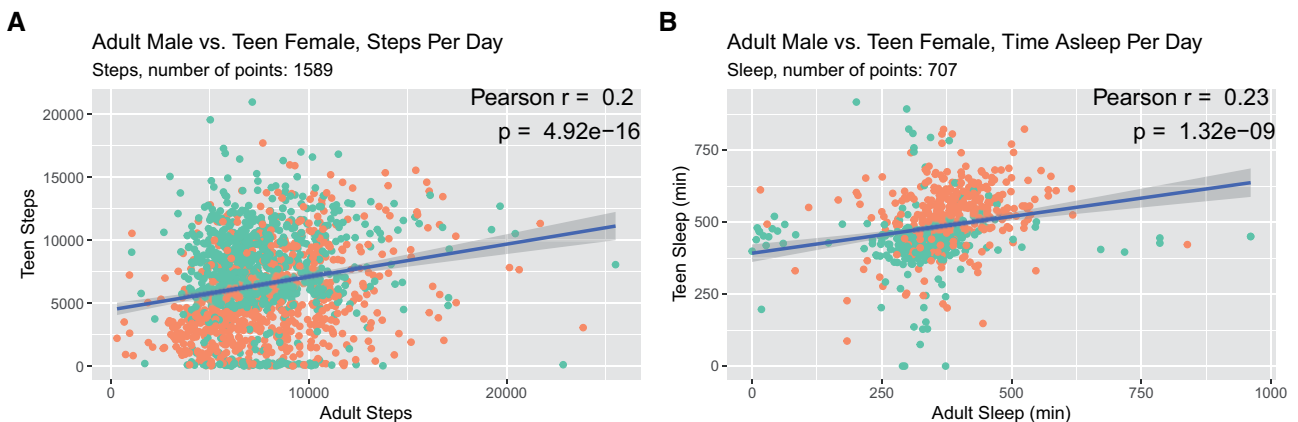 A
Adult Male vs. Teen Female, Steps Per Day
Steps, number of points: 1589
Pearson r = 0.2
p = 4.92e−16
20000
15000
10000
5000
0
Teen Steps
0 10000 20000
Adult Steps
B
Adult Male vs. Teen Female, Time Asleep Per Day
Sleep, number of points: 707
Pearson r = 0.23
p = 1.32e−09
750
500
250
0
Teen Sleep (min)
0 250 500 750 1000
Adult Sleep (min)